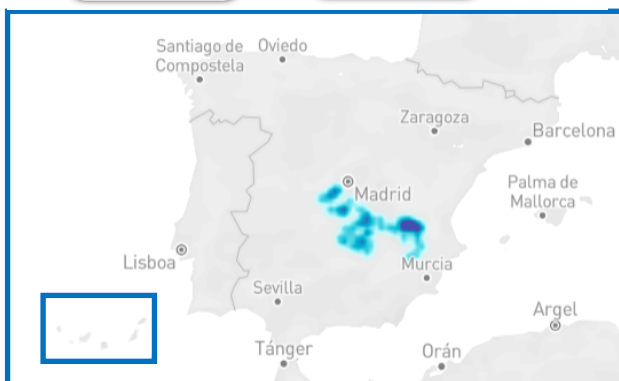 Santiago de
Compostela
Oviedo
Zaragoza
Barcelona
Madrid
Palma de
Mallorca
Lisboa
Murcia
Sevilla
Argel
Tánger
Orán